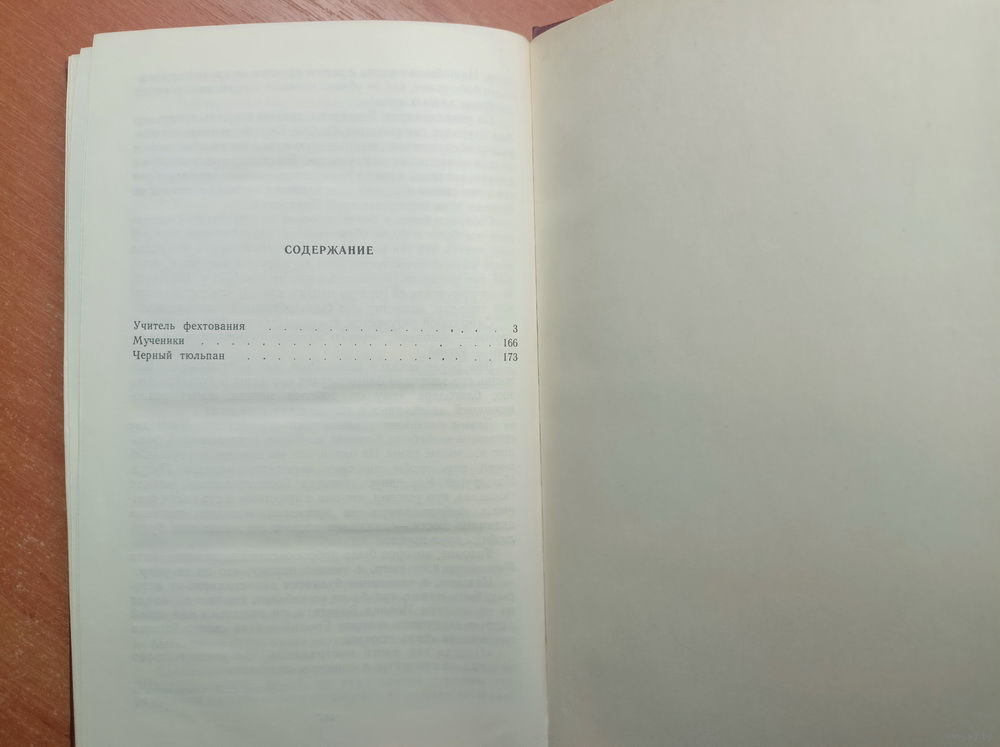 СОДЕРЖАНИЕ
Учитель фехтования . . . . . . . . . . . . . 3
Мученики . . . . . . . . . . . . . . . . 166
Черный тюльпан . . . . . . . . . . . . . . 173